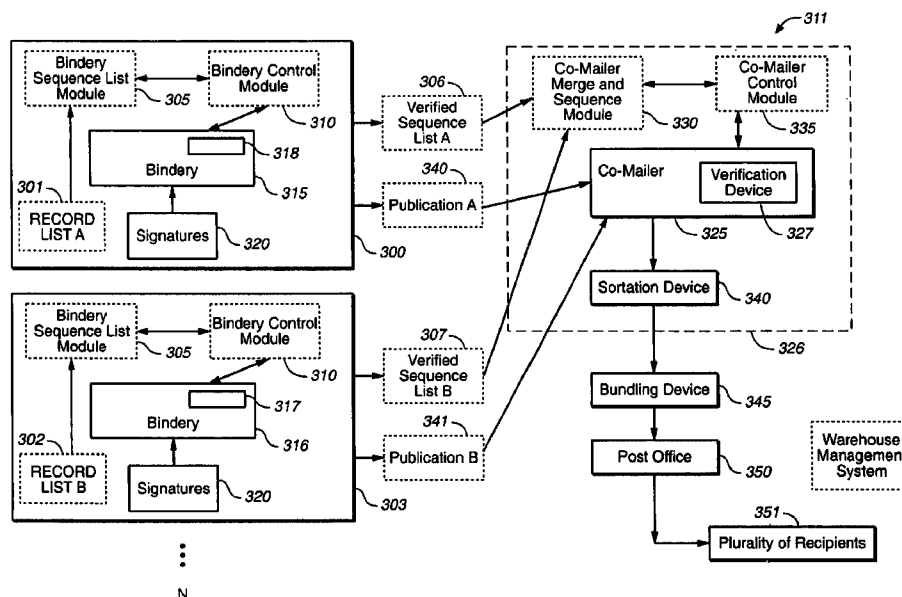 311
Bindery
Sequence List
Module
305
Bindery Control
Module
310
318
Bindery
315
301
RECORD
LIST A
Signatures
320
300
306
Verified
Sequence
List A
340
Publication A
Co-Mailer
Merge and
Sequence
Module
330
Co-Mailer
Control
Module
335
Co-Mailer
Verification
Device
325
327
Sortation Device
340
326
Bindery
Sequence List
Module
305
Bindery Control
Module
310
317
Bindery
316
302
RECORD
LIST B
Signatures
320
303
307
Verified
Sequence
List B
341
Publication B
Bundling Device
345
Post Office
350
Warehouse
Management
System
351
Plurality of Recipients
N